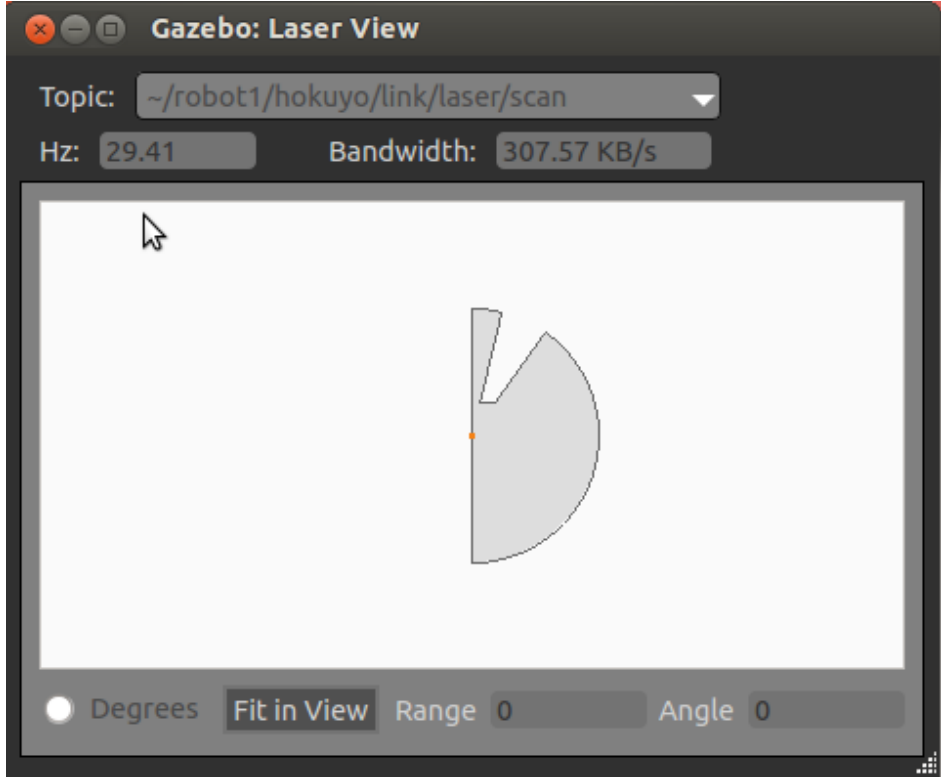 Gazebo: Laser View
Topic: ~/robot1/hokuyo/link/laser/scan
Hz: 29.41 Bandwidth: 307.57 KB/s
Degrees Fit in View Range 0 Angle 0